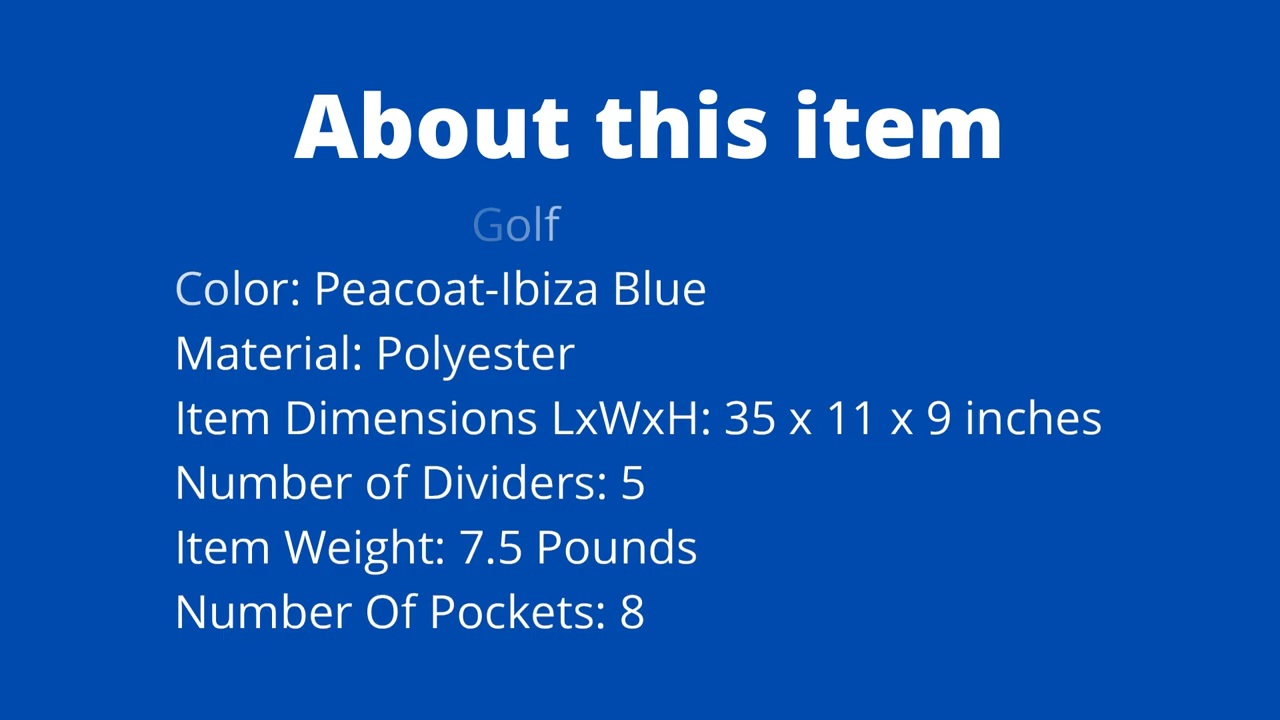 About this item
Golf
Color: Peacoat-Ibiza Blue
Material: Polyester
Item Dimensions LxWxH: 35 x 11 x 9 inches
Number of Dividers: 5
Item Weight: 7.5 Pounds
Number Of Pockets: 8